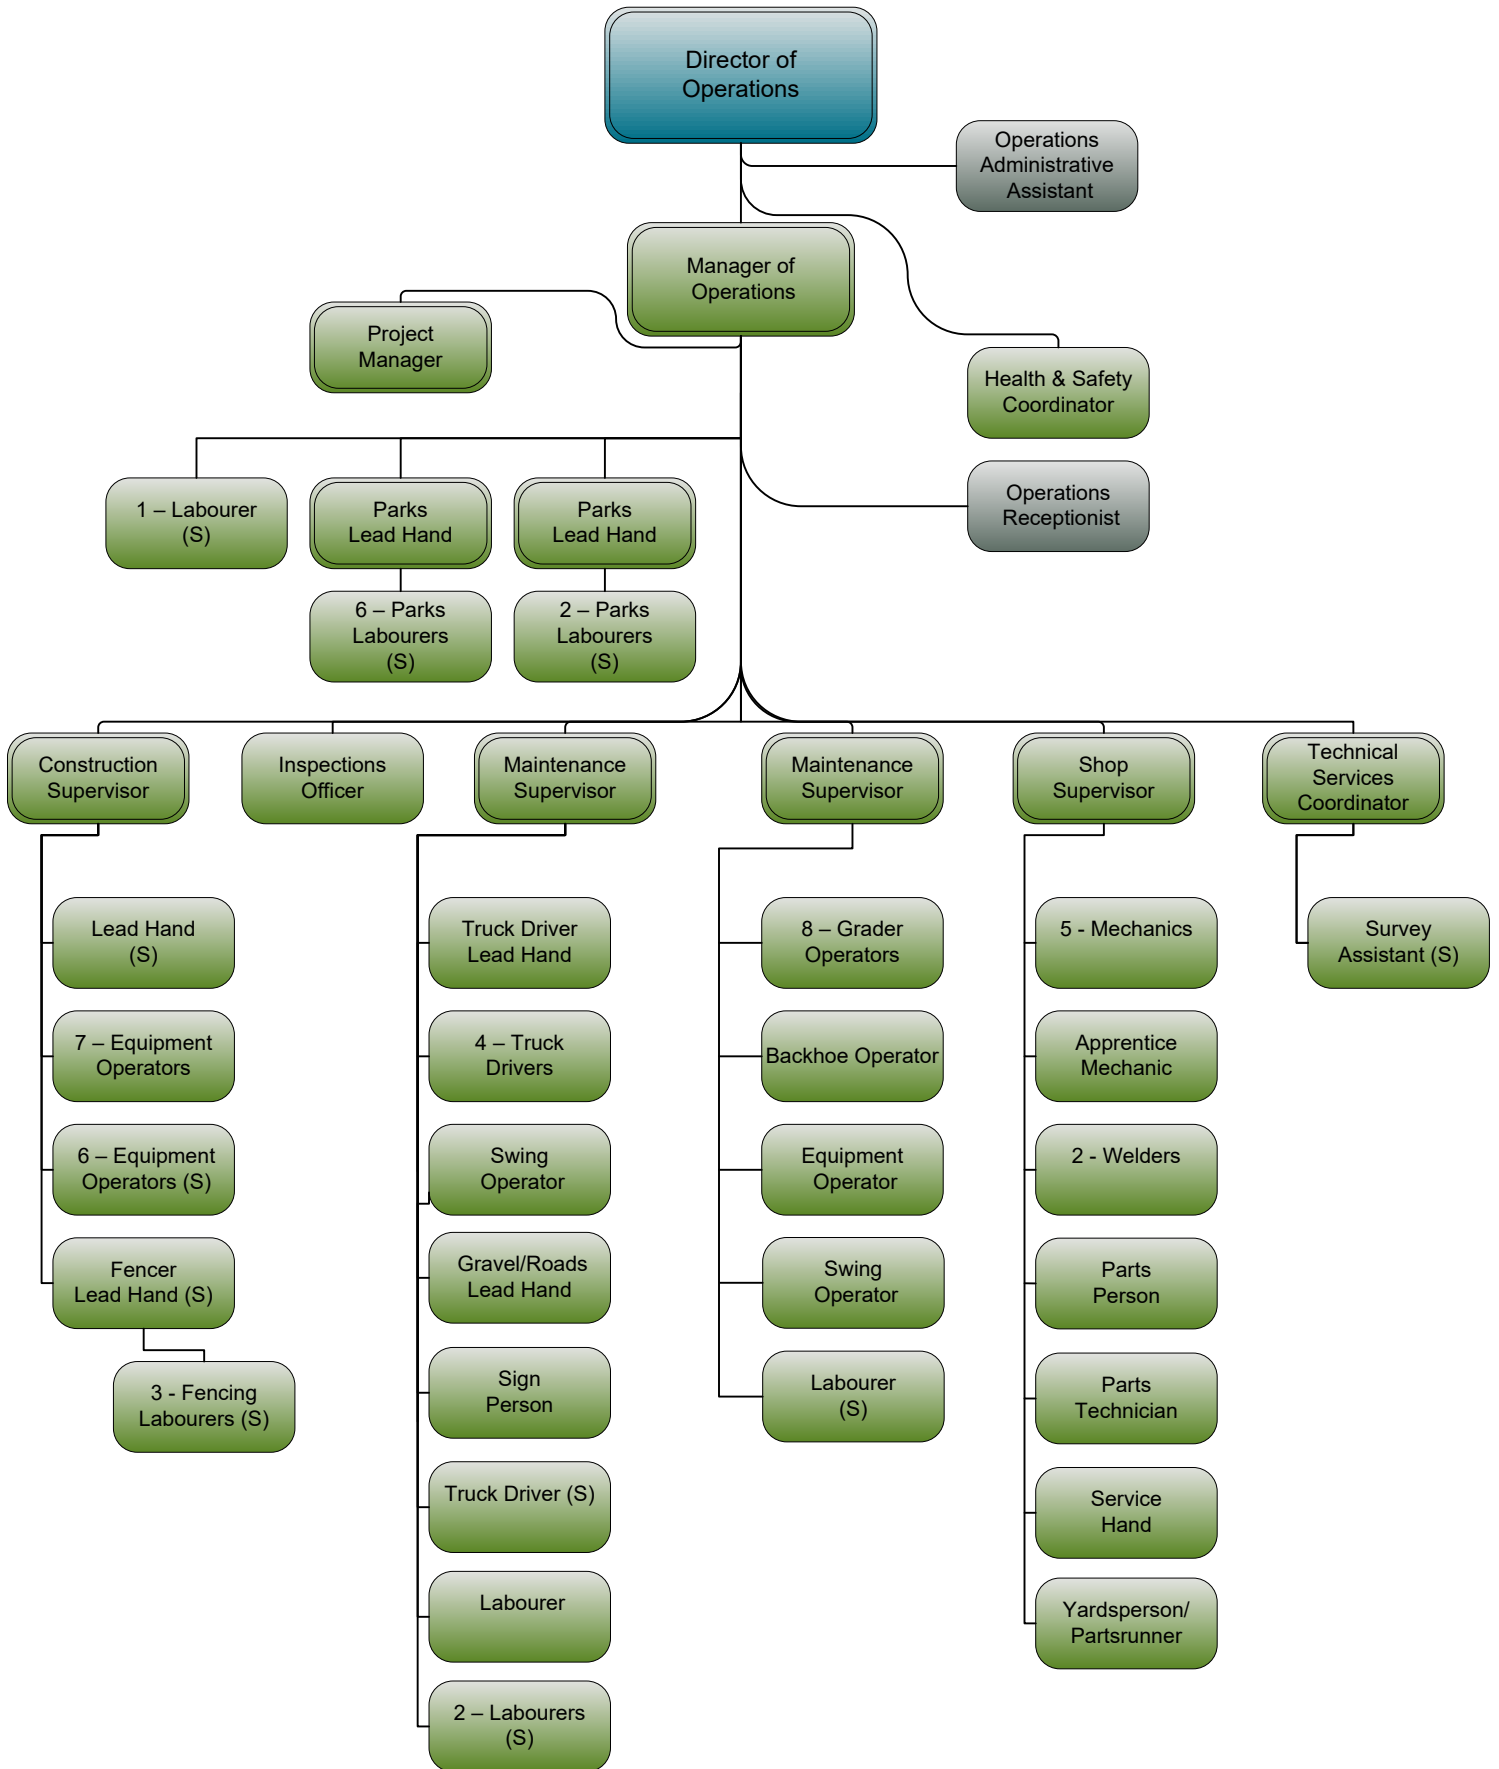 Director of
Operations
Operations
Administrative
Assistant
Manager of
Operations
Project
Manager
Health & Safety
Coordinator
Operations
Receptionist
1 – Labourer
(S)
Parks
Lead Hand
Parks
Lead Hand
6 – Parks
Labourers
(S)
2 – Parks
Labourers
(S)
Construction
Supervisor
Inspections
Officer
Maintenance
Supervisor
Maintenance
Supervisor
Shop
Supervisor
Technical
Services
Coordinator
Lead Hand
(S)
7 – Equipment
Operators
6 – Equipment
Operators (S)
Fencer
Lead Hand (S)
3 - Fencing
Labourers (S)
Truck Driver
Lead Hand
4 – Truck
Drivers
Swing
Operator
Gravel/Roads
Lead Hand
Sign
Person
Truck Driver (S)
Labourer
2 – Labourers
(S)
8 – Grader
Operators
Backhoe Operator
Equipment
Operator
Swing
Operator
Labourer
(S)
5 - Mechanics
Apprentice
Mechanic
2 - Welders
Parts
Person
Parts
Technician
Service
Hand
Yardsperson/
Partsrunner
Survey
Assistant (S)